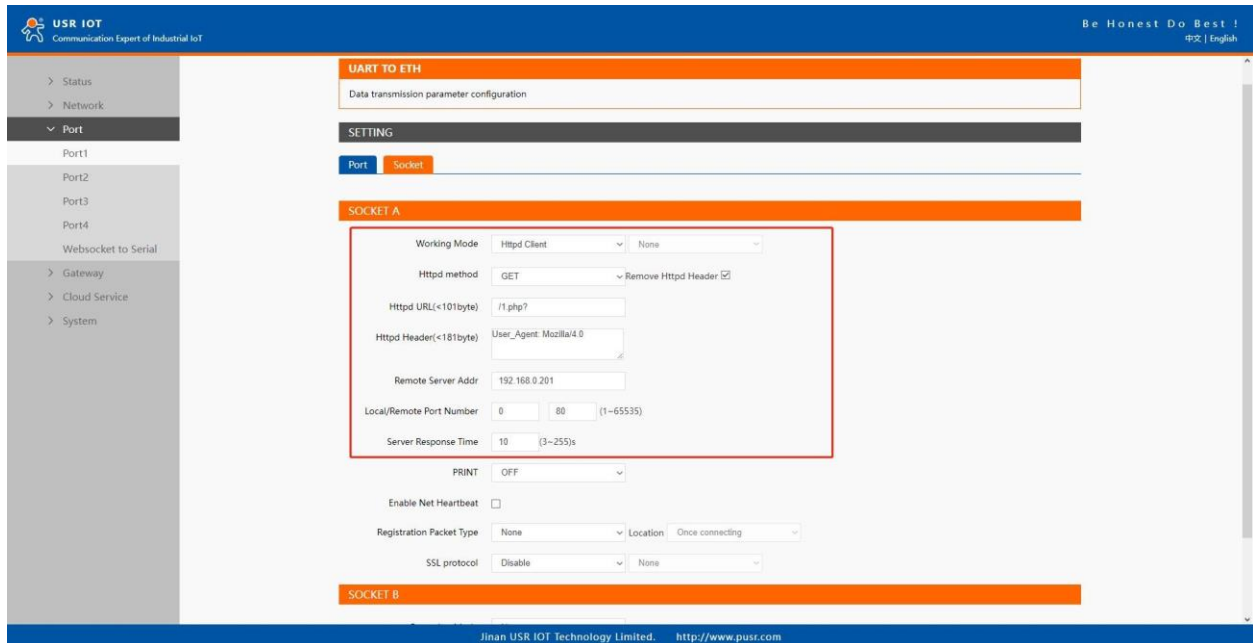 USR IOT
Communication Expert of Industrial IoT
Be Honest Do Best !
中文 | English
Status
Network
Port
Port1
Port2
Port3
Port4
Websocket to Serial
Gateway
Cloud Service
System
UART TO ETH
Data transmission parameter configuration
SETTING
Port Socket
SOCKET A
Working Mode Httpd Client None
Httpd method GET Remove Httpd Header
Httpd URL(<101byte) /1.php?
Httpd Header(<181byte) User_Agent: Mozilla/4.0
Remote Server Addr 192.168.0.201
Local/Remote Port Number 0 80 (1~65535)
Server Response Time 10 (3~255)s
PRINT OFF
Enable Net Heartbeat
Registration Packet Type None Location Once connecting
SSL protocol Disable None
SOCKET B
Jinan USR IOT Technology Limited. http://www.pusr.com